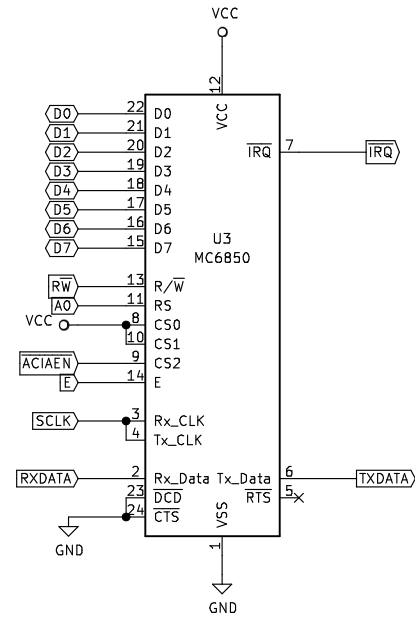 VCC
12
VCC
D0 22 D0
D1 21 D1
D2 20 D2
IRQ 7 IRQ
D3 19 D3
D4 18 D4
D5 17 D5
D6 16 D6
D7 15 D7
U3
MC6850
RW 13 R/W
A0 11 RS
VCC 8 CS0
10 CS1
ACIAEN 9 CS2
E 14 E
SCLK 3 Rx_CLK
4 Tx_CLK
RXDATA 2 Rx_Data Tx_Data 6 TXDATA
23 DCD RTS 5
24 CTS
VSS
1
GND
GND